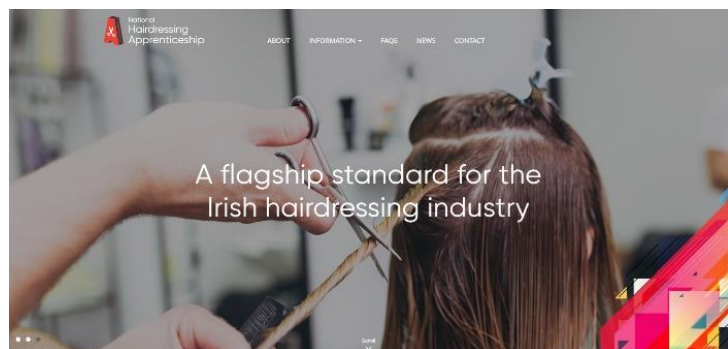 National
Hairdressing
Apprenticeship
ABOUT
INFORMATION
FAQS
NEWS
CONTACT
A flagship standard for the
Irish hairdressing industry
Scroll